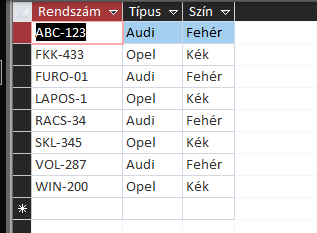 Rendszám Típus Szín
ABC-123 Audi Fehér
FKK-433 Opel Kék
FURO-01 Audi Fehér
LAPOS-1 Opel Kék
RACS-34 Audi Fehér
SKL-345 Opel Kék
VOL-287 Audi Fehér
WIN-200 Opel Kék